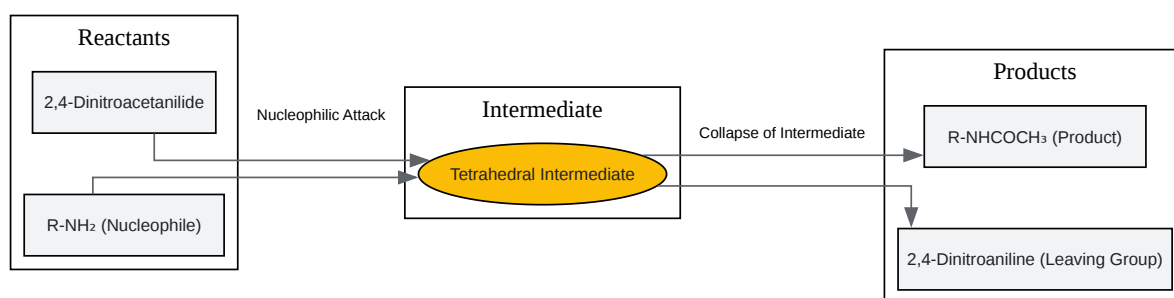 Reactants
2,4-Dinitroacetanilide
R-NH₂ (Nucleophile)
Nucleophilic Attack
Intermediate
Tetrahedral Intermediate
Collapse of Intermediate
Products
R-NHCOCH₃ (Product)
2,4-Dinitroaniline (Leaving Group)